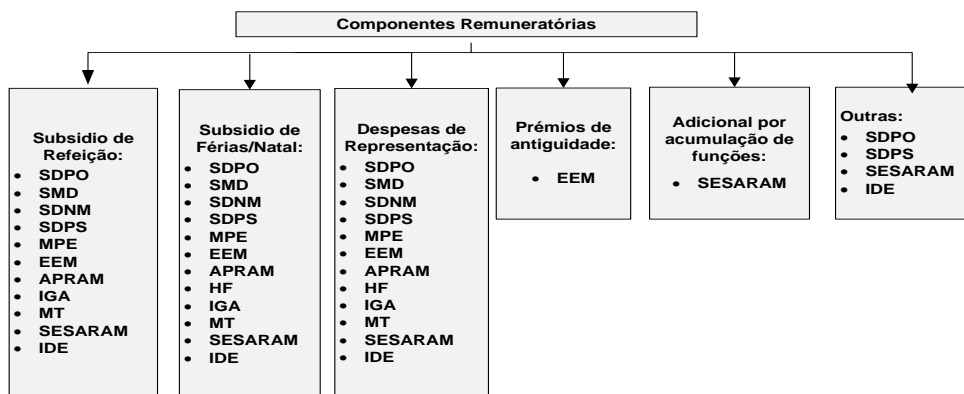 Componentes Remuneratórias
Subsidio de
Refeição:
• SDPO
• SMD
• SDNM
• SDPS
• MPE
• EEM
• APRAM
• IGA
• MT
• SESARAM
• IDE
Subsidio de
Férias/Natal:
• SDPO
• SMD
• SDNM
• SDPS
• MPE
• EEM
• APRAM
• HF
• IGA
• MT
• SESARAM
• IDE
Despesas de
Representação:
• SDPO
• SMD
• SDNM
• SDPS
• MPE
• EEM
• APRAM
• HF
• IGA
• MT
• SESARAM
• IDE
Prémios de
antiguidade:
• EEM
Adicional por
acumulação de
funções:
• SESARAM
Outras:
• SDPO
• SDPS
• SESARAM
• IDE